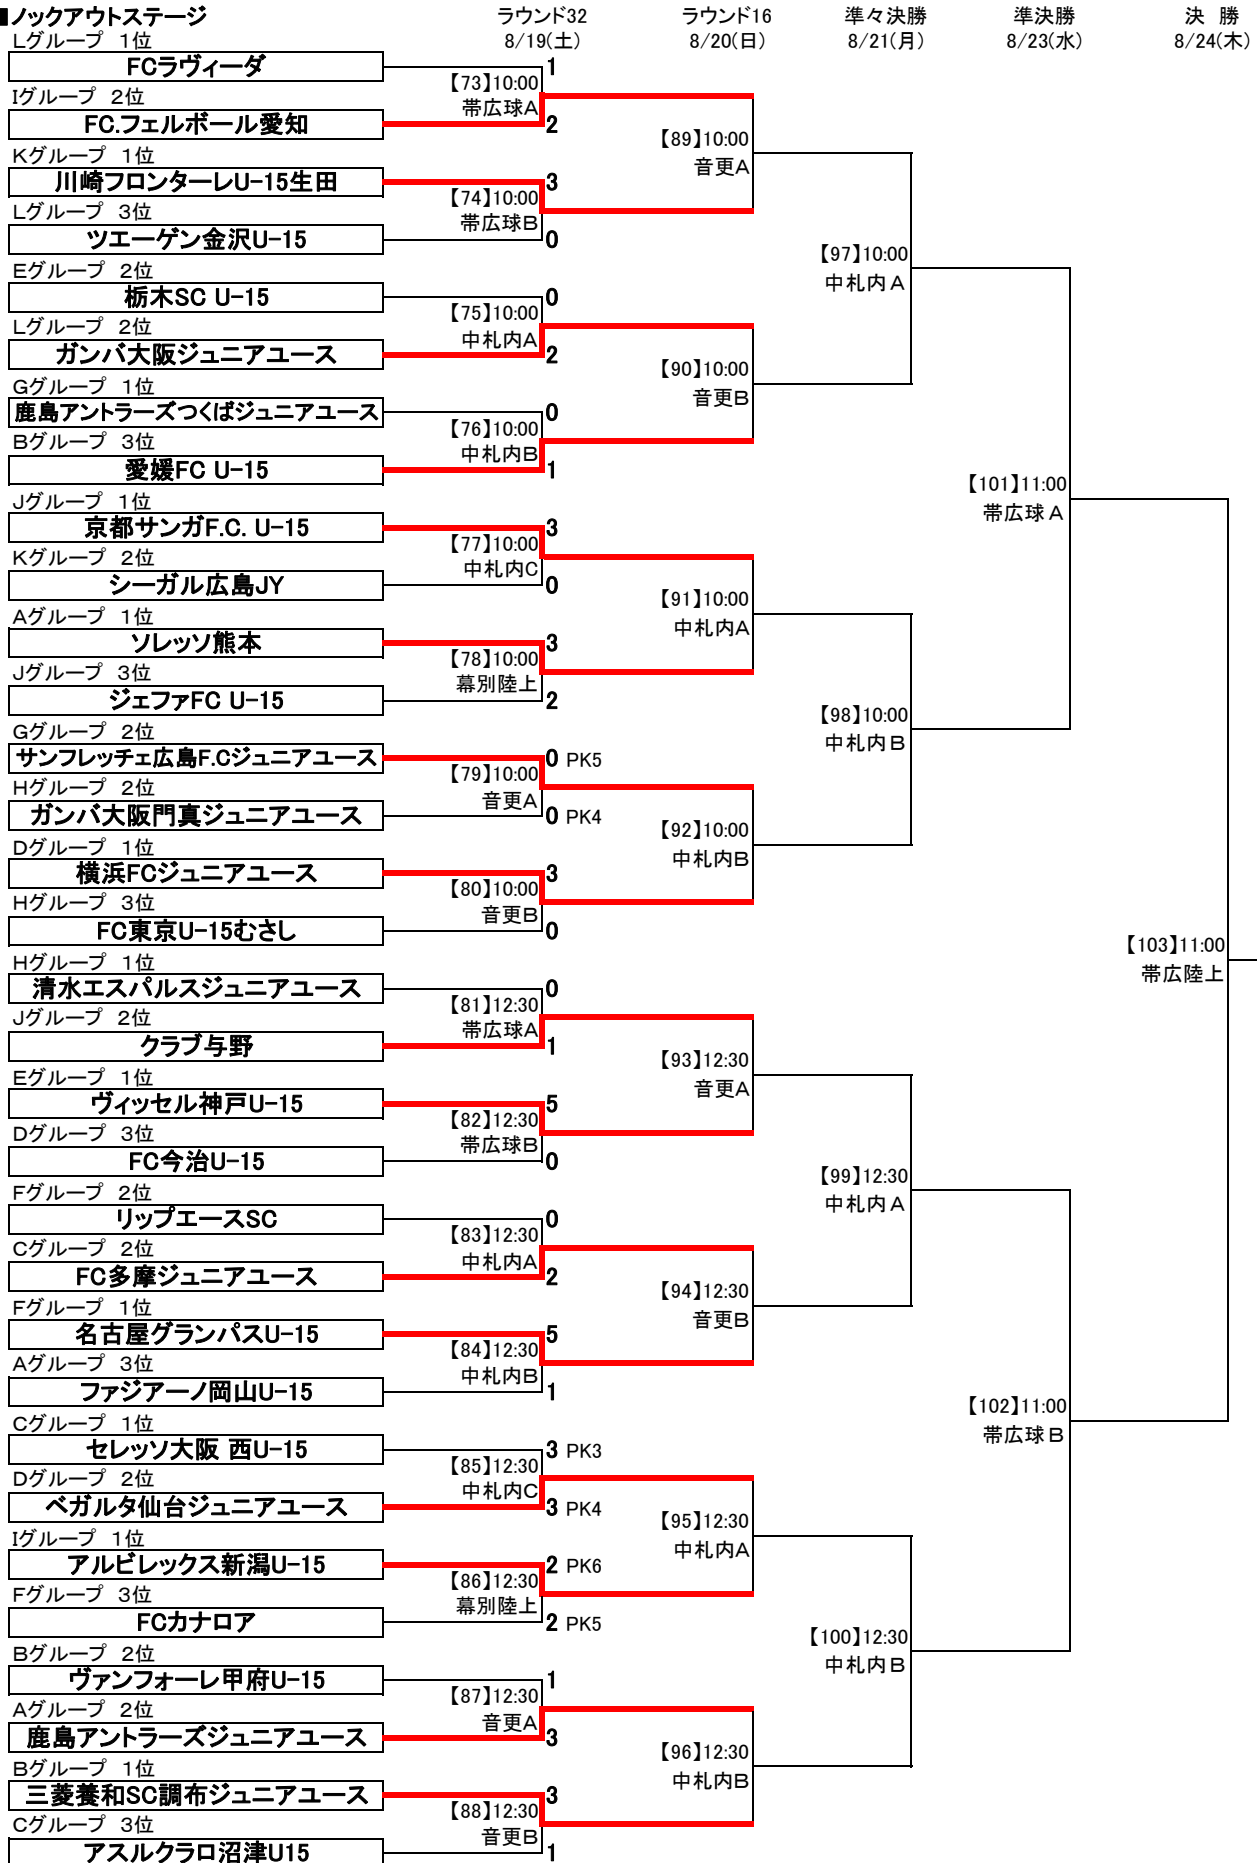 ■ノックアウトステージ
ラウンド32 ラウンド16 準々決勝 準決勝 決 勝
8/19(土) 8/20(日) 8/21(月) 8/23(水) 8/24(木)
Lグループ 1位
FCラヴィーダ 1
【73】10:00
帯広球A
Iグループ 2位
FC.フェルボール愛知 2
【89】10:00
音更A
Kグループ 1位
川崎フロンターレU-15生田 3
【74】10:00
帯広球B
Lグループ 3位
ツエーゲン金沢U-15 0
【97】10:00
中札内A
Eグループ 2位
栃木SC U-15 0
【75】10:00
中札内A
Lグループ 2位
ガンバ大阪ジュニアユース 2
【90】10:00
音更B
Gグループ 1位
鹿島アントラーズつくばジュニアユース 0
【76】10:00
中札内B
Bグループ 3位
愛媛FC U-15 1
【101】11:00
帯広球A
Jグループ 1位
京都サンガF.C. U-15 3
【77】10:00
中札内C
Kグループ 2位
シーガル広島JY 0
【91】10:00
中札内A
Aグループ 1位
ソレッソ熊本 3
【78】10:00
幕別陸上
Jグループ 3位
ジェファFC U-15 2
【98】10:00
中札内B
Gグループ 2位
サンフレッチェ広島F.Cジュニアユース 0 PK5
【79】10:00
音更A
Hグループ 2位
ガンバ大阪門真ジュニアユース 0 PK4
【92】10:00
中札内B
Dグループ 1位
横浜FCジュニアユース 3
【80】10:00
音更B
Hグループ 3位
FC東京U-15むさし 0
【103】11:00
帯広陸上
Hグループ 1位
清水エスパルスジュニアユース 0
【81】12:30
帯広球A
Jグループ 2位
クラブ与野 1
【93】12:30
音更A
Eグループ 1位
ヴィッセル神戸U-15 5
【82】12:30
帯広球B
Dグループ 3位
FC今治U-15 0
【99】12:30
中札内A
Fグループ 2位
リップエースSC 0
【83】12:30
中札内A
Cグループ 2位
FC多摩ジュニアユース 2
【94】12:30
音更B
Fグループ 1位
名古屋グランパスU-15 5
【84】12:30
中札内B
Aグループ 3位
ファジアーノ岡山U-15 1
【102】11:00
帯広球B
Cグループ 1位
セレッソ大阪 西U-15 3 PK3
【85】12:30
中札内C
Dグループ 2位
ベガルタ仙台ジュニアユース 3 PK4
【95】12:30
中札内A
Iグループ 1位
アルビレックス新潟U-15 2 PK6
【86】12:30
幕別陸上
Fグループ 3位
FCカナロア 2 PK5
【100】12:30
中札内B
Bグループ 2位
ヴァンフォーレ甲府U-15 1
【87】12:30
音更A
Aグループ 2位
鹿島アントラーズジュニアユース 3
【96】12:30
中札内B
Bグループ 1位
三菱養和SC調布ジュニアユース 3
【88】12:30
音更B
Cグループ 3位
アスルクラロ沼津U15 1